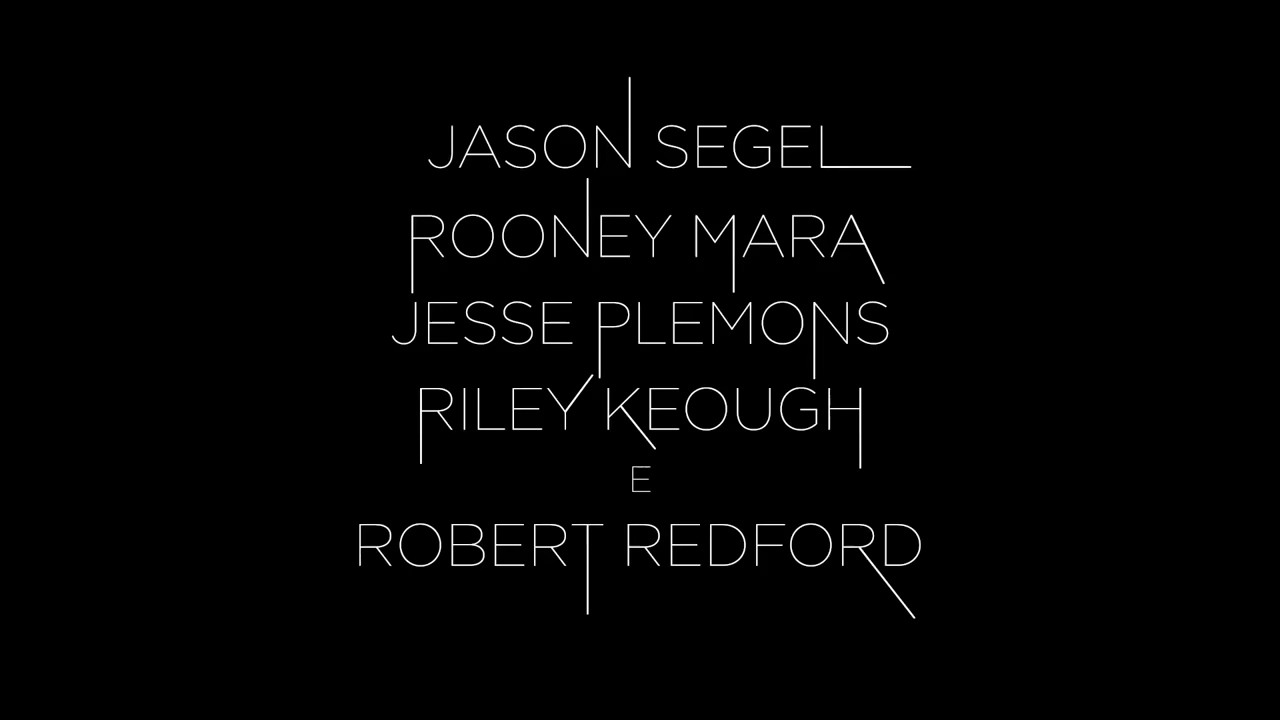 JASON SEGEL
ROONEY MARA
JESSE PLEMONS
RILEY KEOUGH
E
ROBERT REDFORD